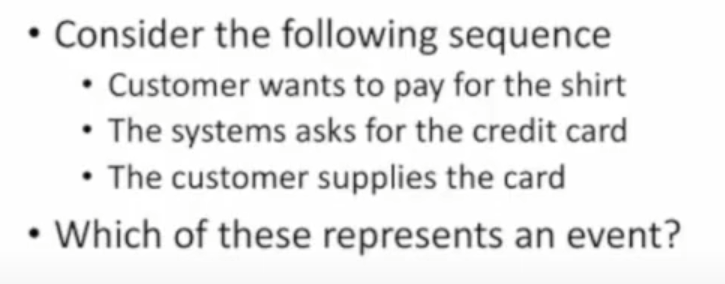 • Consider the following sequence
• Customer wants to pay for the shirt
• The systems asks for the credit card
• The customer supplies the card
• Which of these represents an event?